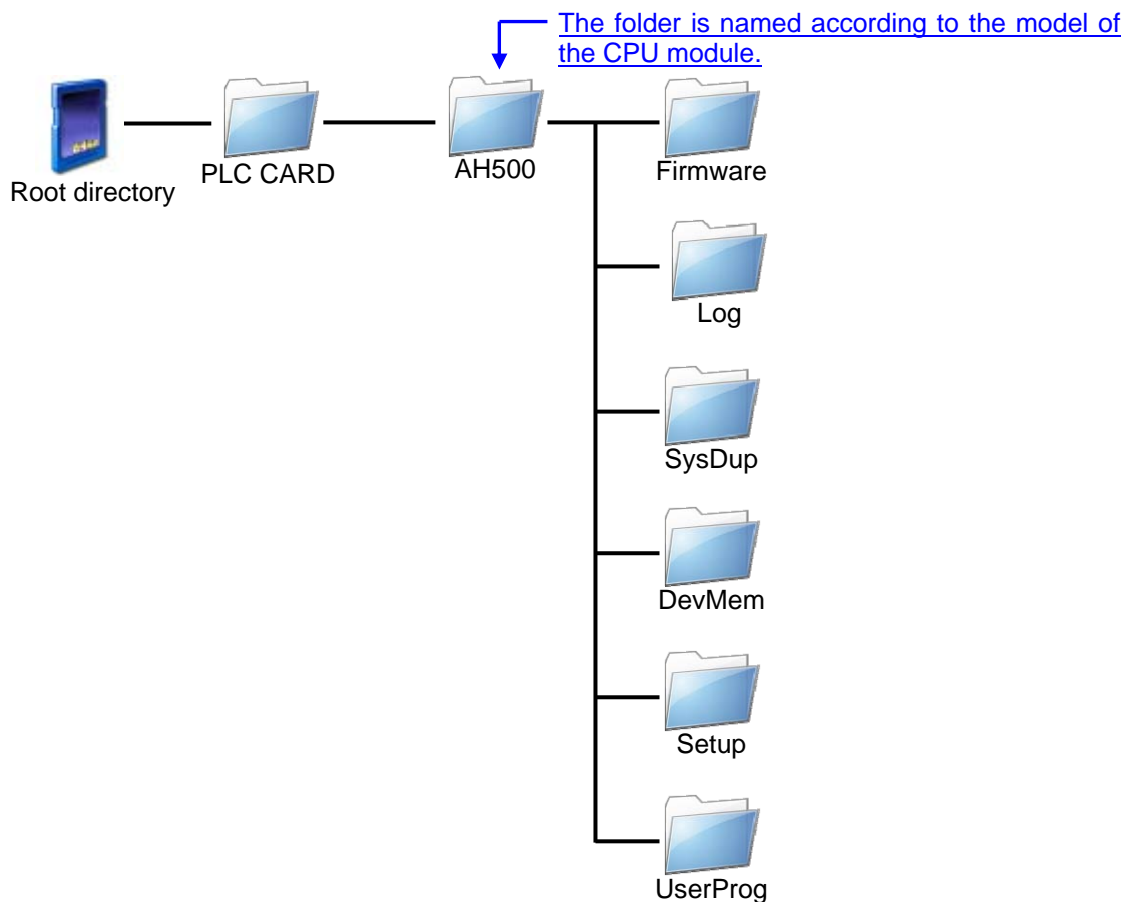 The folder is named according to the model of
the CPU module.
Root directory
PLC CARD
AH500
Firmware
Log
SysDup
DevMem
Setup
UserProg